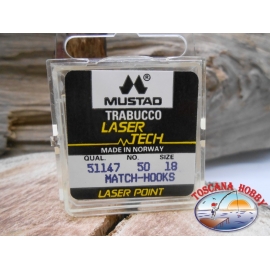 ®
MUSTAD
TRABUCCO
LASER
TECH
MADE IN NORWAY
QUAL. NO. SIZE
51147 50 18
MATCH-HOOKS
LASER POINT
TOSCANA HOBBY